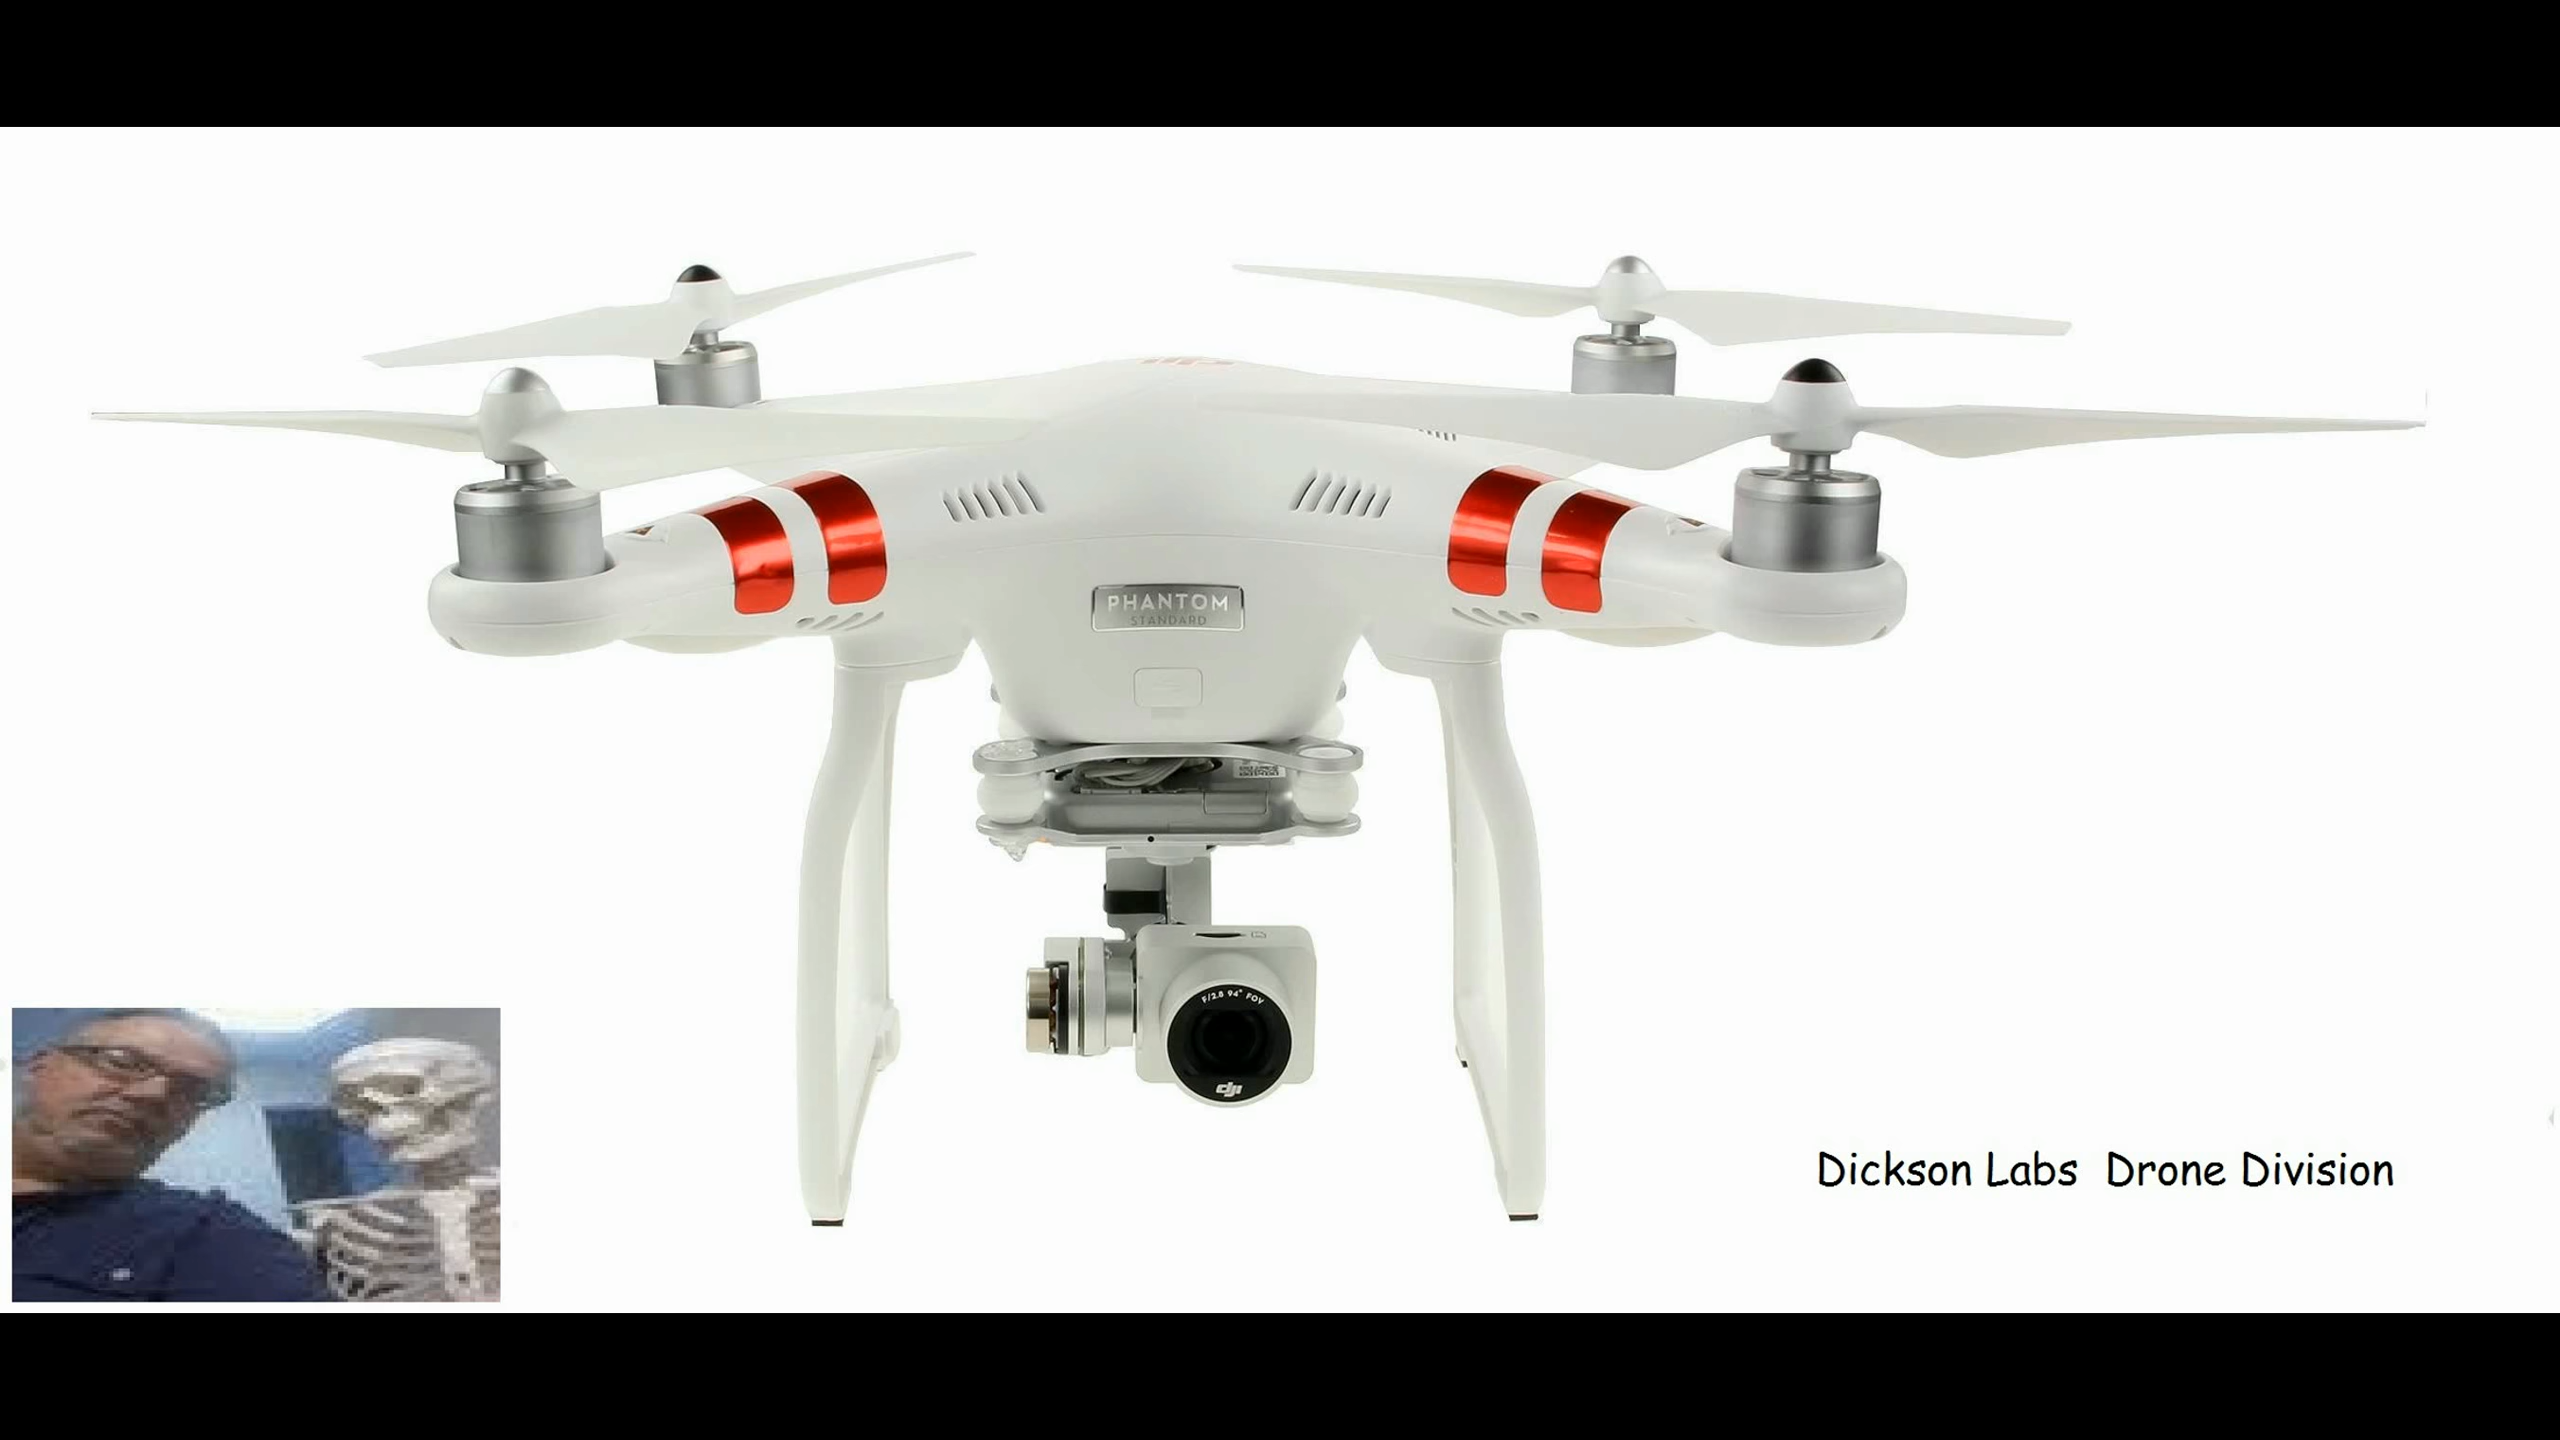 PHANTOM
STANDARD
F/2.8 94° FOV
dji
Dickson Labs  Drone Division